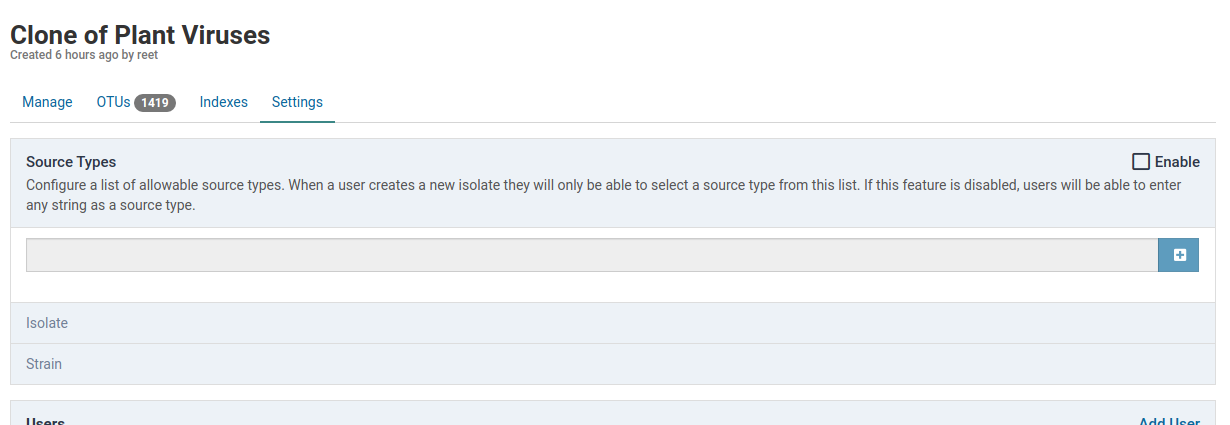 Clone of Plant Viruses
Created 6 hours ago by reet
Manage OTUs 1419 Indexes Settings
Source Types Enable
Configure a list of allowable source types. When a user creates a new isolate they will only be able to select a source type from this list. If this feature is disabled, users will be able to enter
any string as a source type.
Isolate
Strain
Users Add User